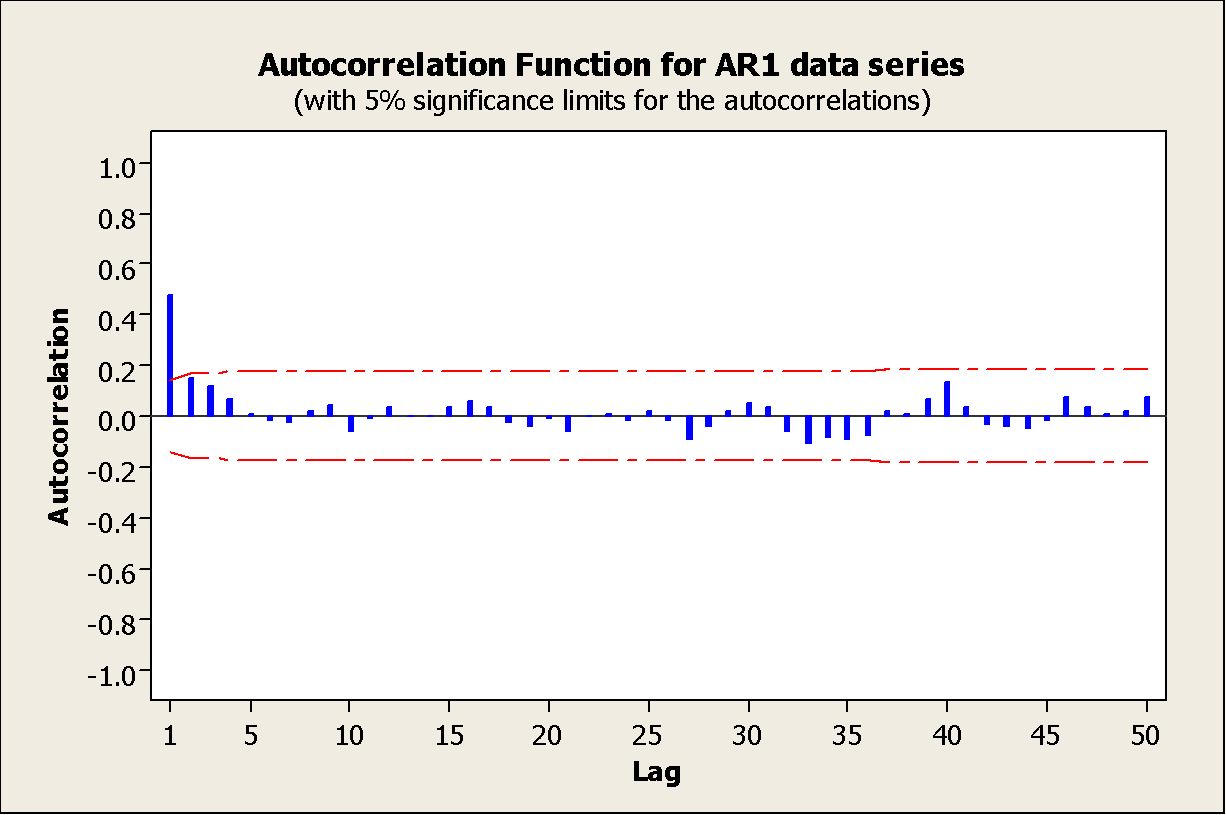 Autocorrelation Function for AR1 data series
(with 5% significance limits for the autocorrelations)
Autocorrelation
1.0
0.8
0.6
0.4
0.2
0.0
-0.2
-0.4
-0.6
-0.8
-1.0
1 5 10 15 20 25 30 35 40 45 50
Lag